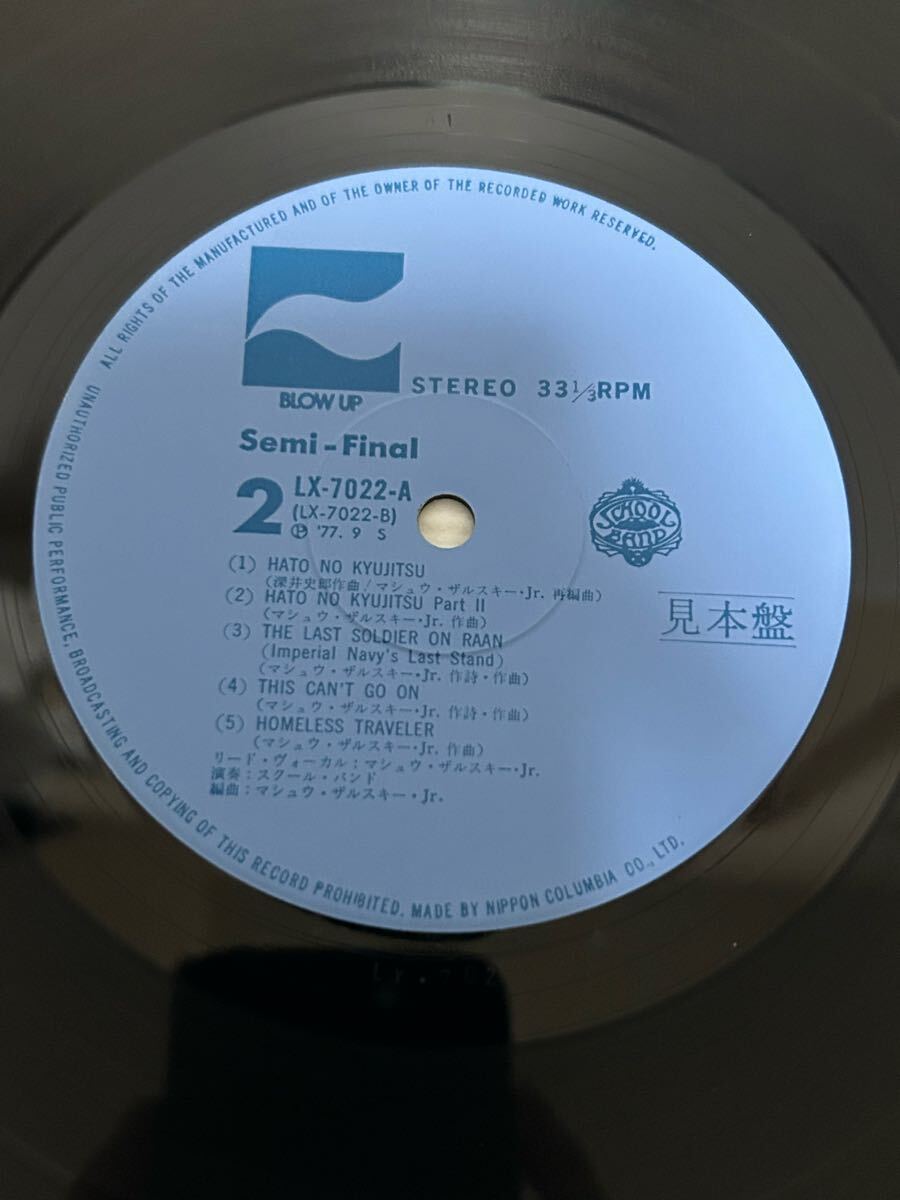 ALL RIGHTS OF THE MANUFACTURED AND OF THE OWNER OF THE RECORDED WORK RESERVED.
UNAUTHORIZED PUBLIC PERFORMANCE, BROADCASTING AND COPYING OF THIS RECORD PROHIBITED. MADE BY NIPPON COLUMBIA CO., LTD.
BLOW UP
STEREO 33 1/3 RPM
Semi-Final
2
LX-7022-A
(LX-7022-B)
Ⓟ '77. 9 S
SCHOOL BAND
見本盤
(1) HATO NO KYUJITSU
(深井史郎作曲/マシュウ・ザルスキー・Jr. 再編曲)
(2) HATO NO KYUJITSU Part II
(マシュウ・ザルスキー・Jr. 作曲)
(3) THE LAST SOLDIER ON RAAN
(Imperial Navy's Last Stand)
(マシュウ・ザルスキー・Jr. 作詩・作曲)
(4) THIS CAN'T GO ON
(マシュウ・ザルスキー・Jr. 作詩・作曲)
(5) HOMELESS TRAVELER
(マシュウ・ザルスキー・Jr. 作曲)
リード・ヴォーカル:マシュウ・ザルスキー・Jr.
演奏:スクール・バンド
編曲:マシュウ・ザルスキー・Jr.